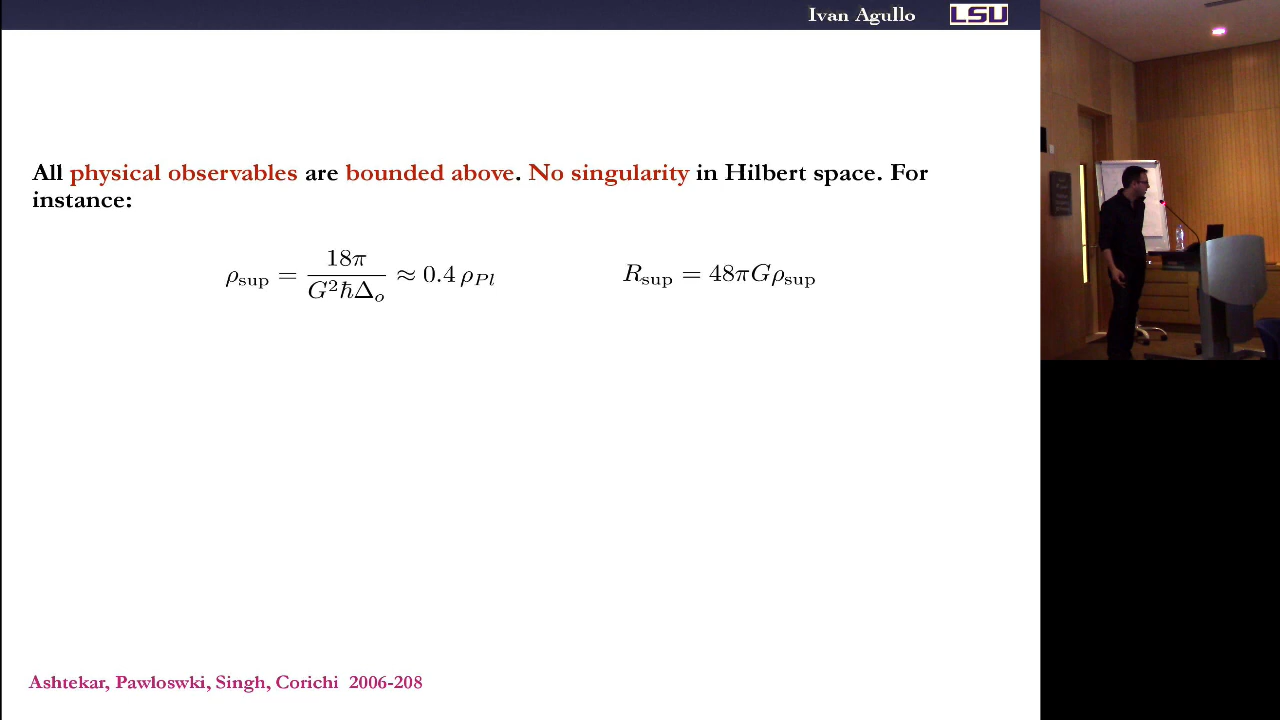 Ivan Agullo LSU
All physical observables are bounded above. No singularity in Hilbert space. For
instance:
ρ_sup = 18π / G²ℏΔ_o ≈ 0.4 ρ_Pl    R_sup = 48πGρ_sup
Ashtekar, Pawloswki, Singh, Corichi 2006-208